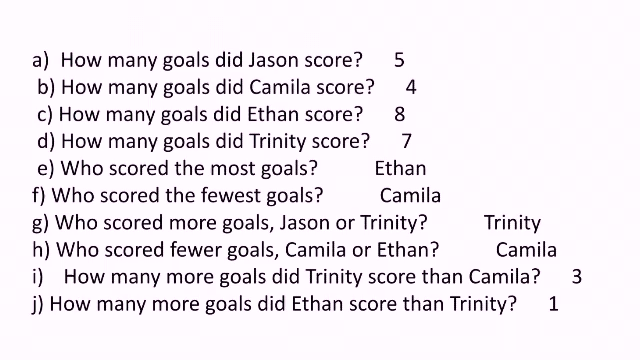 a) How many goals did Jason score? 5
b) How many goals did Camila score? 4
c) How many goals did Ethan score? 8
d) How many goals did Trinity score? 7
e) Who scored the most goals? Ethan
f) Who scored the fewest goals? Camila
g) Who scored more goals, Jason or Trinity? Trinity
h) Who scored fewer goals, Camila or Ethan? Camila
i) How many more goals did Trinity score than Camila? 3
j) How many more goals did Ethan score than Trinity? 1